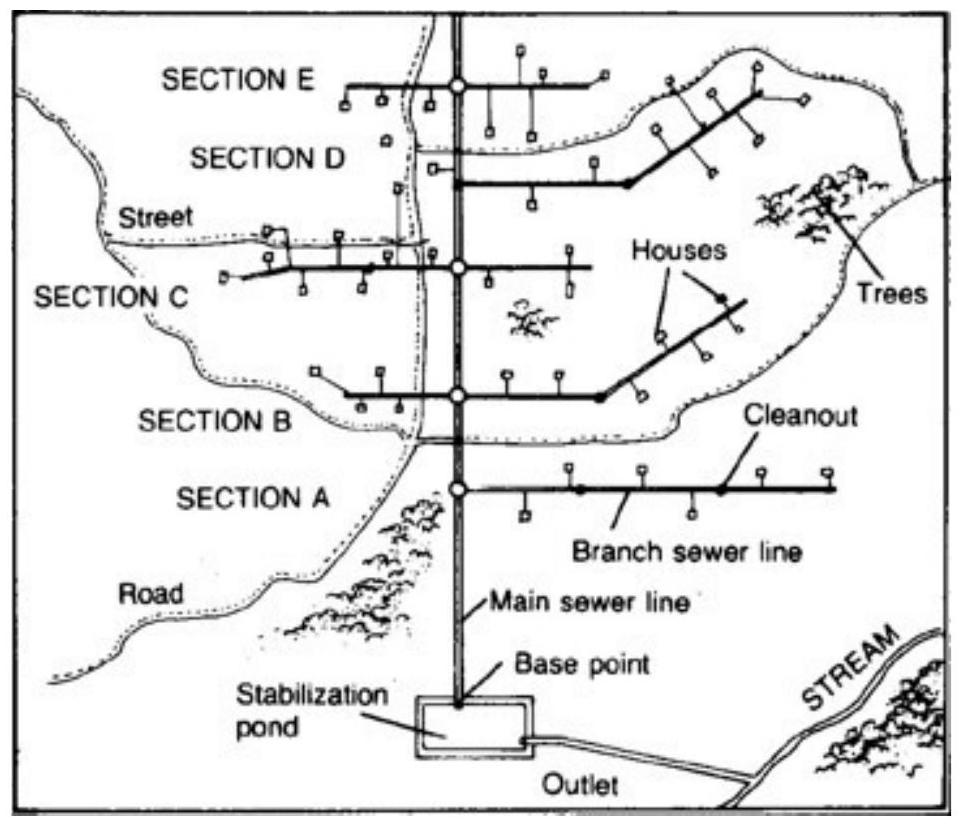 SECTION E
SECTION D
Street
Houses
SECTION C
Trees
SECTION B
Cleanout
SECTION A
Branch sewer line
Road
Main sewer line
Base point
Stabilization
pond
STREAM
Outlet